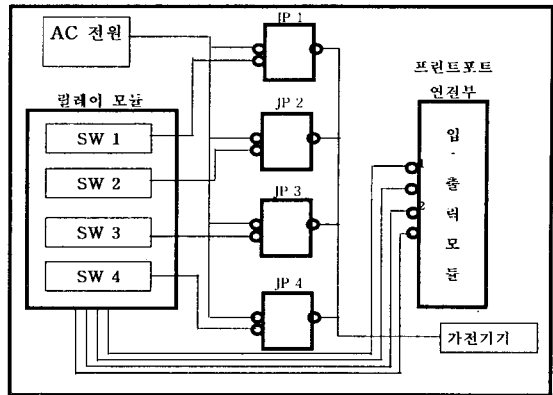 AC 전원
JP 1
프린트포트
연결부
릴레이 모듈
SW 1
SW 2
SW 3
SW 4
JP 2
JP 3
JP 4
1
2
입
·
출
력
모
듈
가전기기